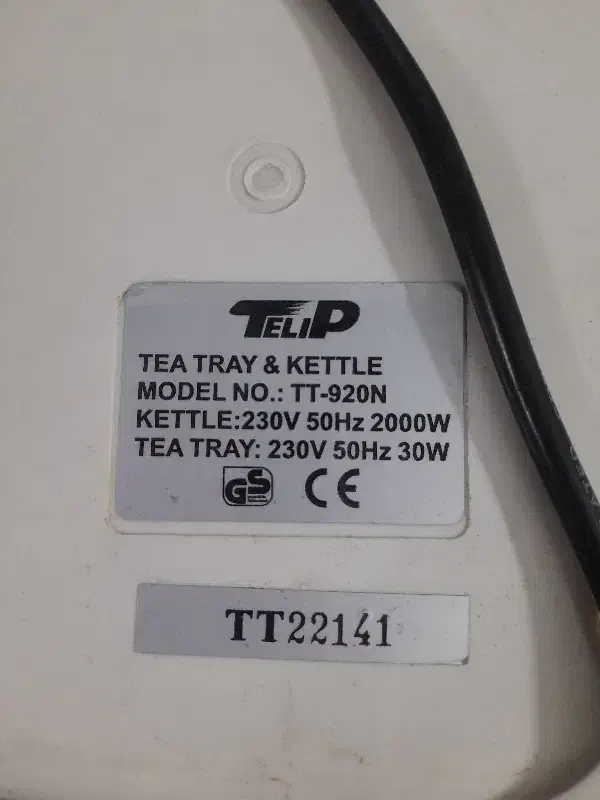 TELIP
TEA TRAY & KETTLE
MODEL NO.: TT-920N
KETTLE:230V 50Hz 2000W
TEA TRAY: 230V 50Hz 30W
GS CE
TT22141